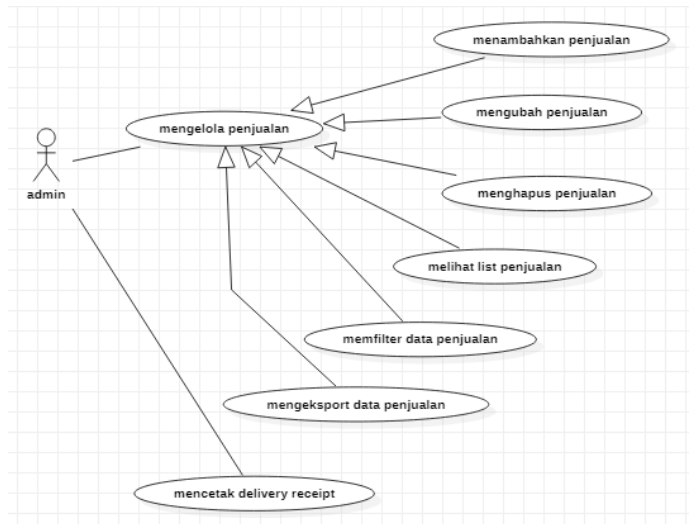 menambahkan penjualan
mengelola penjualan
mengubah penjualan
admin
menghapus penjualan
melihat list penjualan
memfilter data penjualan
mengeksport data penjualan
mencetak delivery receipt